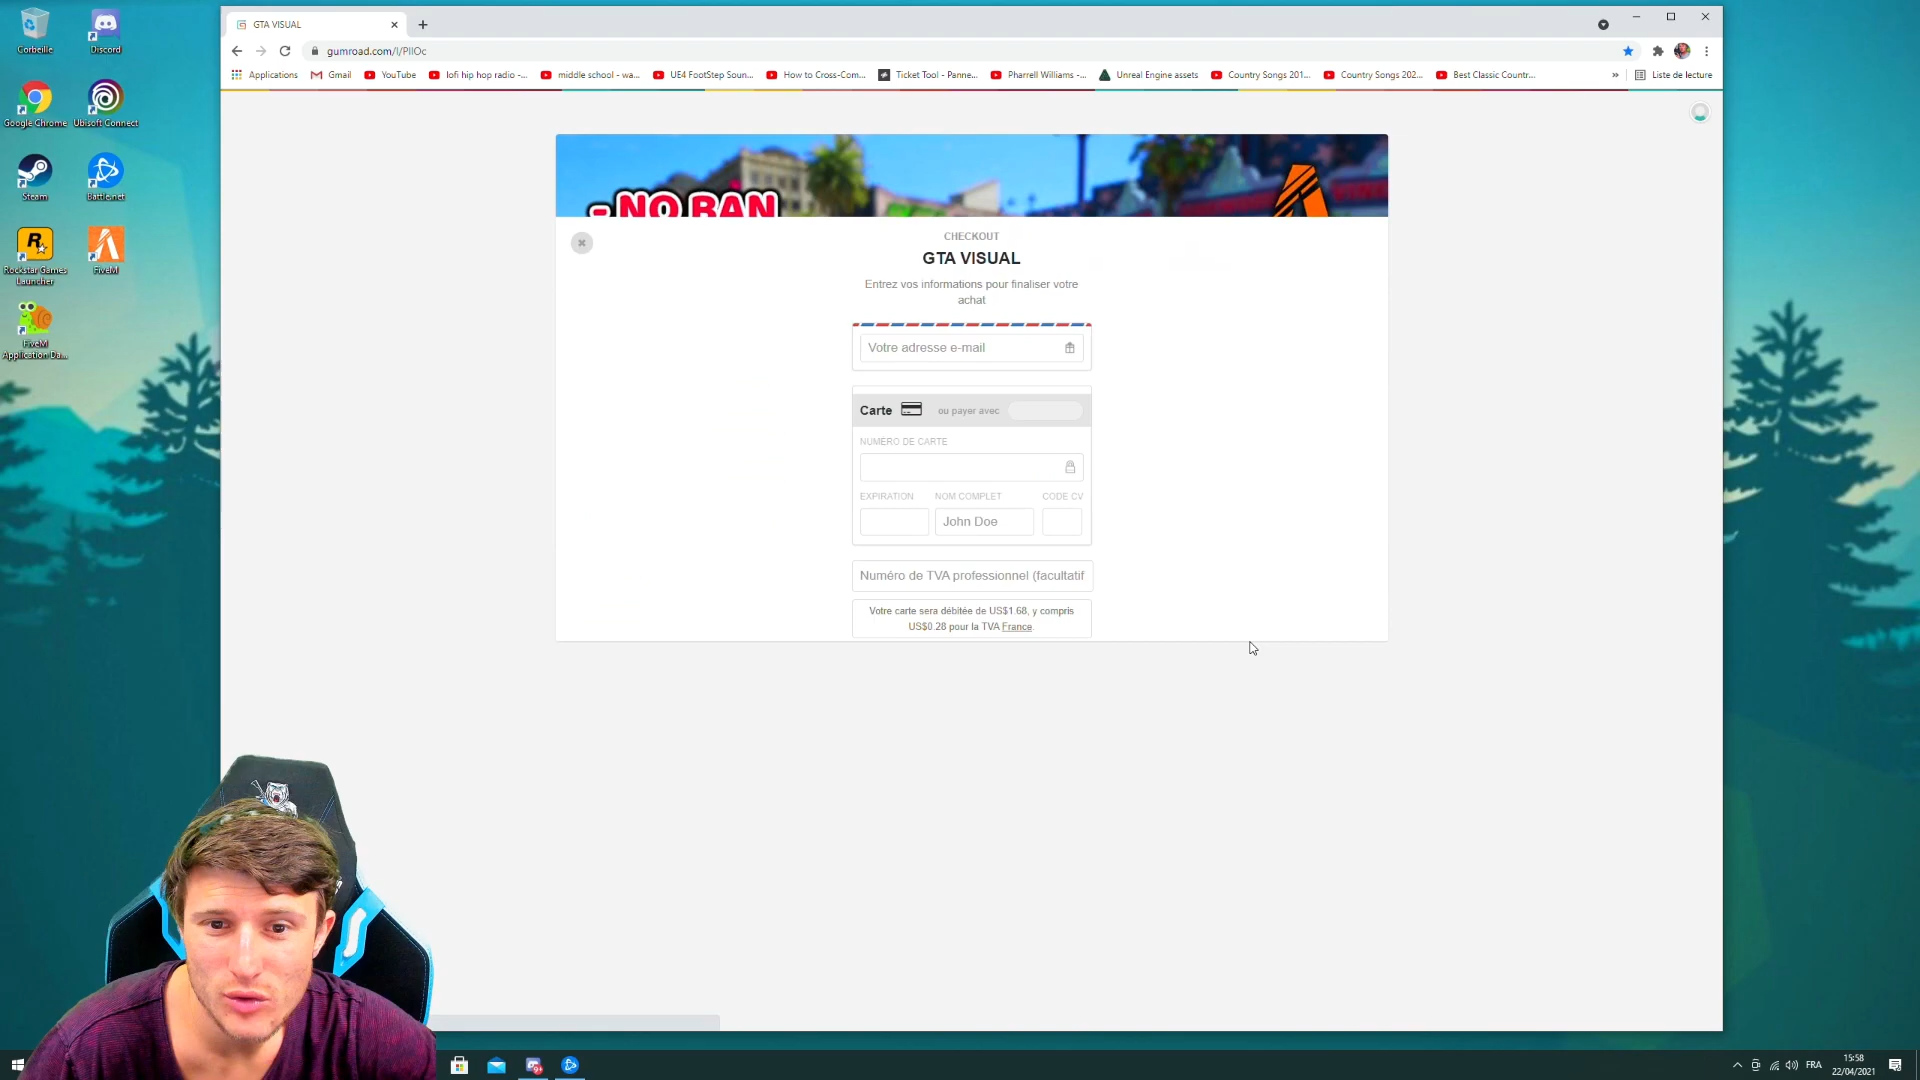 Corbeille
Discord
Google Chrome
Ubisoft Connect
Steam
Battle.net
Rockstar Games
Launcher
FiveM
FiveM
Application Da...
GTA VISUAL
gumroad.com/l/PlIOc
Applications
Gmail
YouTube
lofi hip hop radio -...
middle school - wa...
UE4 FootStep Soun...
How to Cross-Com...
Ticket Tool - Panne...
Pharrell Williams -...
Unreal Engine assets
Country Songs 201...
Country Songs 202...
Best Classic Countr...
»
Liste de lecture
- NO BAN
CHECKOUT
GTA VISUAL
Entrez vos informations pour finaliser votre
achat
Votre adresse e-mail
Carte
ou payer avec
NUMÉRO DE CARTE
EXPIRATION
NOM COMPLET
CODE CV
John Doe
Numéro de TVA professionnel (facultatif
Votre carte sera débitée de US$1.68, y compris
US$0.28 pour la TVA France.
9+
FRA
15:58
22/04/2021